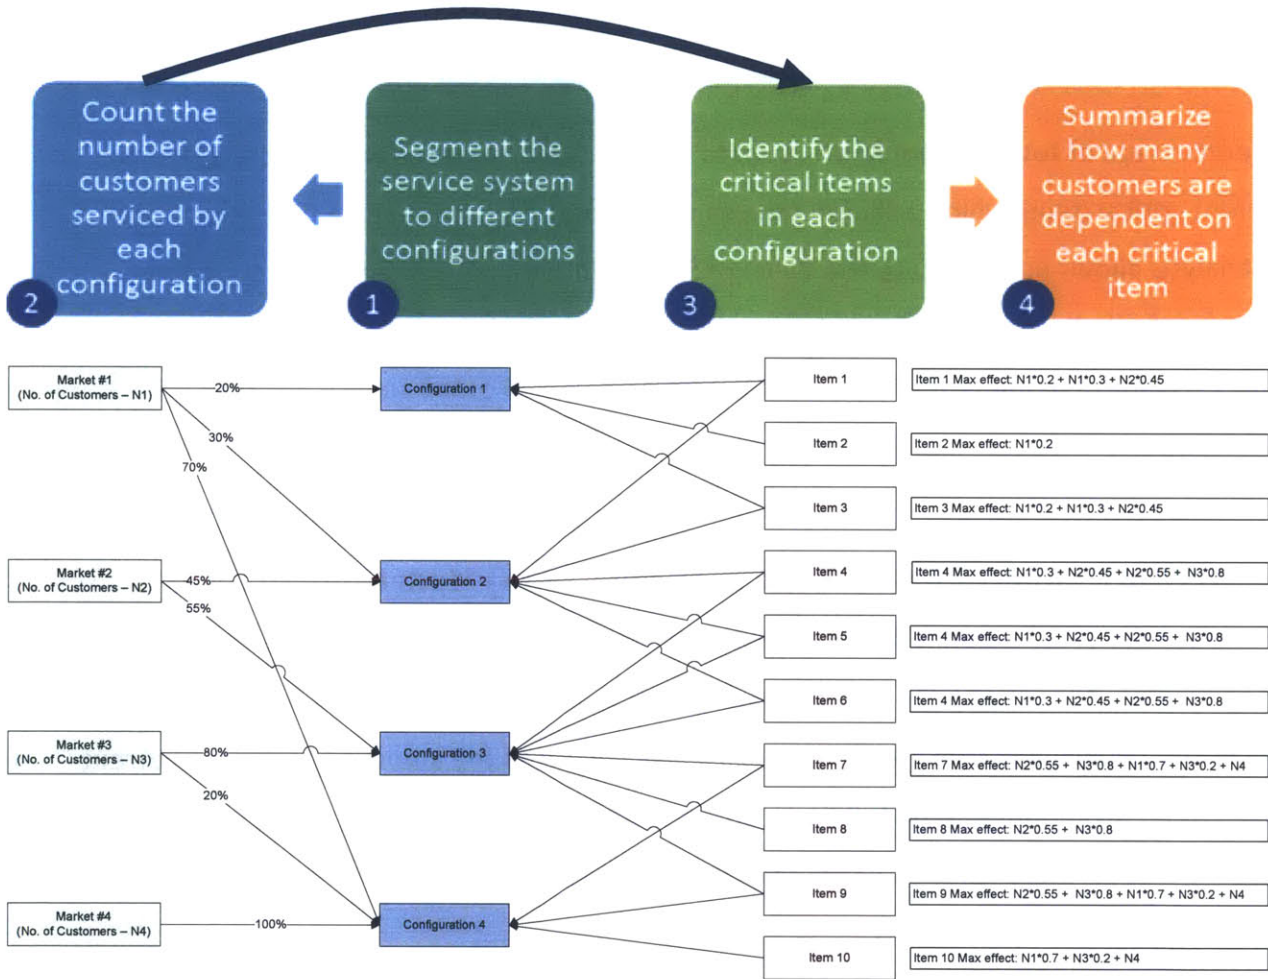 Count the
number of
customers
serviced by
each
configuration
2
Segment the
service system
to different
configurations
1
Identify the
critical items
in each
configuration
3
Summarize
how many
customers are
dependent on
each critical
item
4
Market #1
(No. of Customers – N1)
20%
30%
70%
Configuration 1
Item 1
Item 1 Max effect: N1*0.2 + N1*0.3 + N2*0.45
Item 2
Item 2 Max effect: N1*0.2
Item 3
Item 3 Max effect: N1*0.2 + N1*0.3 + N2*0.45
Market #2
(No. of Customers – N2)
45%
55%
Configuration 2
Item 4
Item 4 Max effect: N1*0.3 + N2*0.45 + N2*0.55 + N3*0.8
Item 5
Item 4 Max effect: N1*0.3 + N2*0.45 + N2*0.55 + N3*0.8
Item 6
Item 4 Max effect: N1*0.3 + N2*0.45 + N2*0.55 + N3*0.8
Market #3
(No. of Customers – N3)
80%
20%
Configuration 3
Item 7
Item 7 Max effect: N2*0.55 + N3*0.8 + N1*0.7 + N3*0.2 + N4
Item 8
Item 8 Max effect: N2*0.55 + N3*0.8
Item 9
Item 9 Max effect: N2*0.55 + N3*0.8 + N1*0.7 + N3*0.2 + N4
Market #4
(No. of Customers – N4)
100%
Configuration 4
Item 10
Item 10 Max effect: N1*0.7 + N3*0.2 + N4